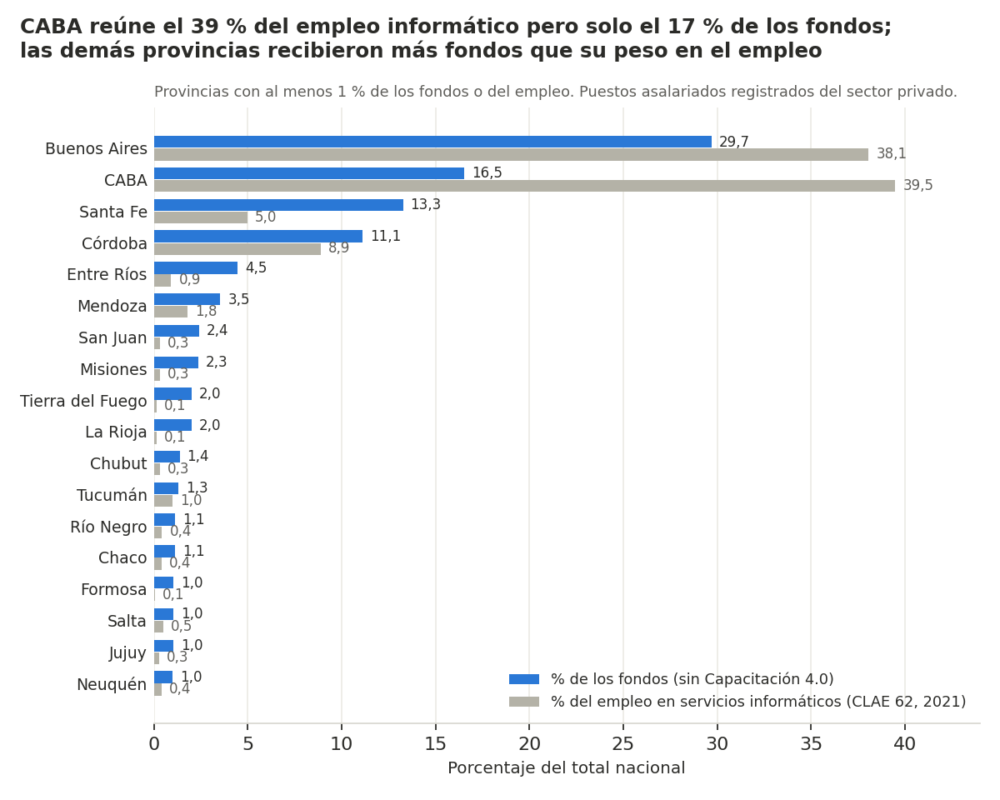 CABA reúne el 39 % del empleo informático pero solo el 17 % de los fondos;
las demás provincias recibieron más fondos que su peso en el empleo
Provincias con al menos 1 % de los fondos o del empleo. Puestos asalariados registrados del sector privado.
Buenos Aires 29,7 38,1
CABA 16,5 39,5
Santa Fe 13,3 5,0
Córdoba 11,1 8,9
Entre Ríos 4,5 0,9
Mendoza 3,5 1,8
San Juan 2,4 0,3
Misiones 2,3 0,3
Tierra del Fuego 2,0 0,1
La Rioja 2,0 0,1
Chubut 1,4 0,3
Tucumán 1,3 1,0
Río Negro 1,1 0,4
Chaco 1,1 0,4
Formosa 1,0 0,1
Salta 1,0 0,5
Jujuy 1,0 0,3
Neuquén 1,0 0,4
% de los fondos (sin Capacitación 4.0)
% del empleo en servicios informáticos (CLAE 62, 2021)
0 5 10 15 20 25 30 35 40
Porcentaje del total nacional